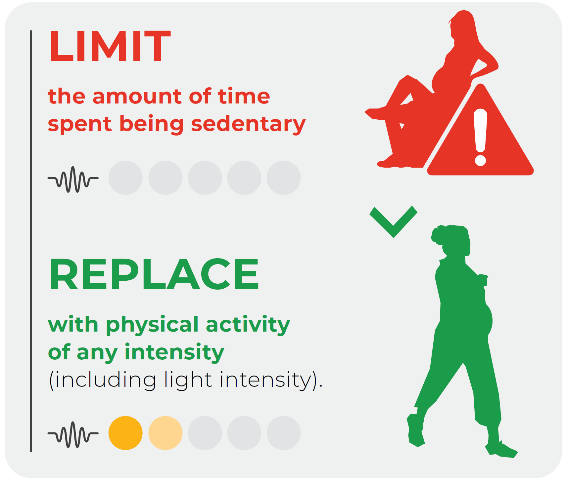 LIMIT
the amount of time
spent being sedentary
REPLACE
with physical activity
of any intensity
(including light intensity).